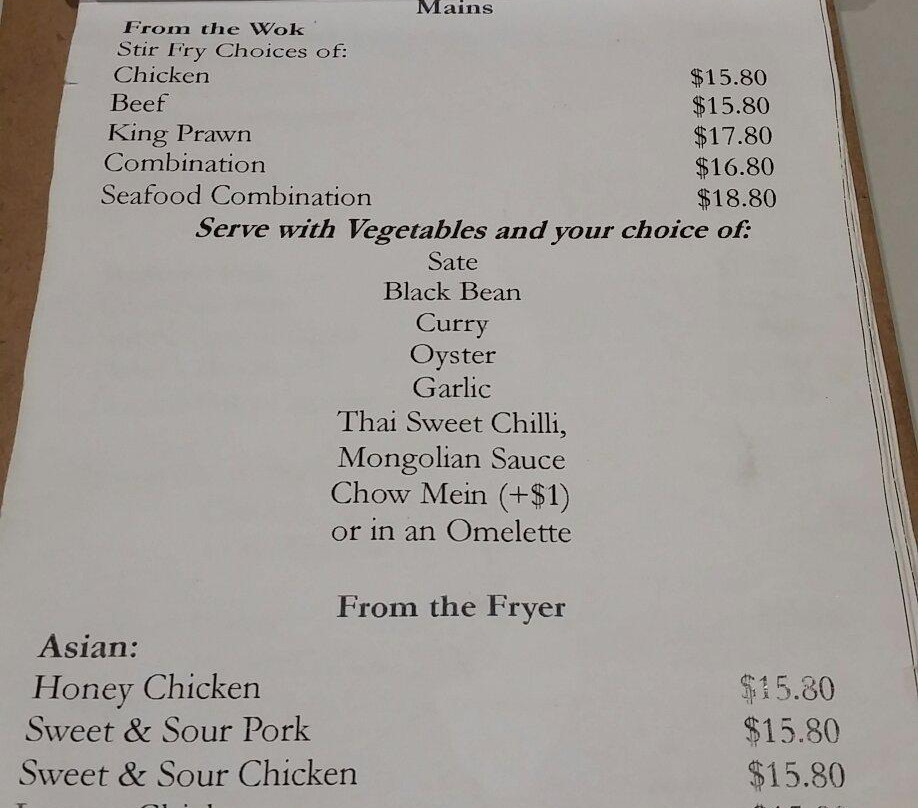 Mains
From the Wok
Stir Fry Choices of:
Chicken $15.80
Beef $15.80
King Prawn $17.80
Combination $16.80
Seafood Combination $18.80
Serve with Vegetables and your choice of:
Sate
Black Bean
Curry
Oyster
Garlic
Thai Sweet Chilli,
Mongolian Sauce
Chow Mein (+$1)
or in an Omelette
From the Fryer
Asian:
Honey Chicken $15.80
Sweet & Sour Pork $15.80
Sweet & Sour Chicken $15.80